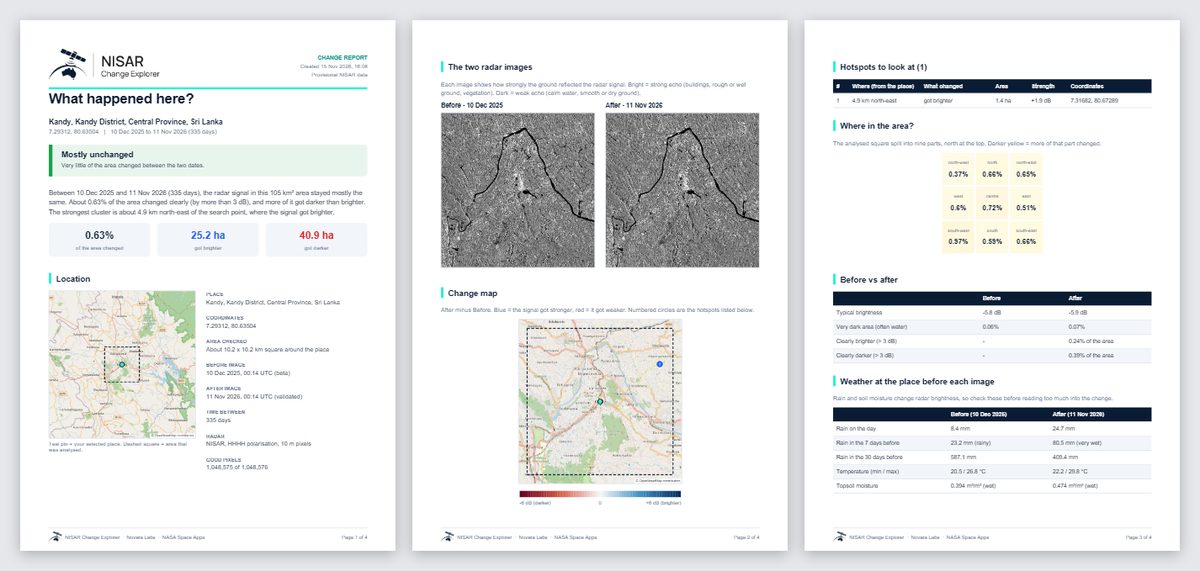 NISAR
Change Explorer
CHANGE REPORT
Created 15 Nov 2026, 16:08
Provisional NISAR data
What happened here?
Kandy, Kandy District, Central Province, Sri Lanka
7.29312, 80.63504 | 10 Dec 2025 to 11 Nov 2026 (335 days)
Mostly unchanged
Very little of the area changed between the two dates.
Between 10 Dec 2025 and 11 Nov 2026 (335 days), the radar signal in this 105 km² area stayed mostly the
same. About 0.63% of the area changed clearly (by more than 3 dB), and more of it got darker than brighter.
The strongest cluster is about 4.9 km north-east of the search point, where the signal got brighter.
0.63%
of the area changed
25.2 ha
got brighter
40.9 ha
got darker
Location
Teal pin = your selected place. Dashed square = area that
was analysed.
PLACE
Kandy, Kandy District, Central Province, Sri Lanka
COORDINATES
7.29312, 80.63504
AREA CHECKED
About 10.2 x 10.2 km square around the place
BEFORE IMAGE
10 Dec 2025, 00:14 UTC (beta)
AFTER IMAGE
11 Nov 2026, 00:14 UTC (validated)
TIME BETWEEN
335 days
RADAR
NISAR, HHHH polarisation, 10 m pixels
GOOD PIXELS
1,048,575 of 1,048,576
NISAR Change Explorer · Novara Labs · NASA Space Apps
Page 1 of 4
The two radar images
Each image shows how strongly the ground reflected the radar signal. Bright = strong echo (buildings, rough or wet
ground, vegetation). Dark = weak echo (calm water, smooth or dry ground).
Before - 10 Dec 2025
After - 11 Nov 2026
Change map
After minus Before. Blue = the signal got stronger, red = it got weaker. Numbered circles are the hotspots listed below.
© OpenStreetMap contributors
-6 dB (darker)
0
+6 dB (brighter)
NISAR Change Explorer · Novara Labs · NASA Space Apps
Page 2 of 4
Hotspots to look at (1)
# Where (from the place) What changed Area Strength Coordinates
1 4.9 km north-east got brighter 1.4 ha +1.9 dB 7.31682, 80.67289
Where in the area?
The analysed square split into nine parts, north at the top. Darker yellow = more of that part changed.
north-west north north-east
0.37% 0.66% 0.65%
west centre east
0.6% 0.72% 0.51%
south-west south south-east
0.97% 0.59% 0.66%
Before vs after
Before After
Typical brightness -5.8 dB -5.9 dB
Very dark area (often water) 0.06% 0.07%
Clearly brighter (> 3 dB) - 0.24% of the area
Clearly darker (> 3 dB) - 0.39% of the area
Weather at the place before each image
Rain and soil moisture change radar brightness, so check these before reading too much into the change.
Before (10 Dec 2025) After (11 Nov 2026)
Rain on the day 8.4 mm 24.7 mm
Rain in the 7 days before 23.2 mm (rainy) 80.5 mm (very wet)
Rain in the 30 days before 587.1 mm 409.4 mm
Temperature (min / max) 20.5 / 26.8 °C 22.2 / 29.8 °C
Topsoil moisture 0.394 m³/m³ (wet) 0.474 m³/m³ (wet)
NISAR Change Explorer · Novara Labs · NASA Space Apps
Page 3 of 4